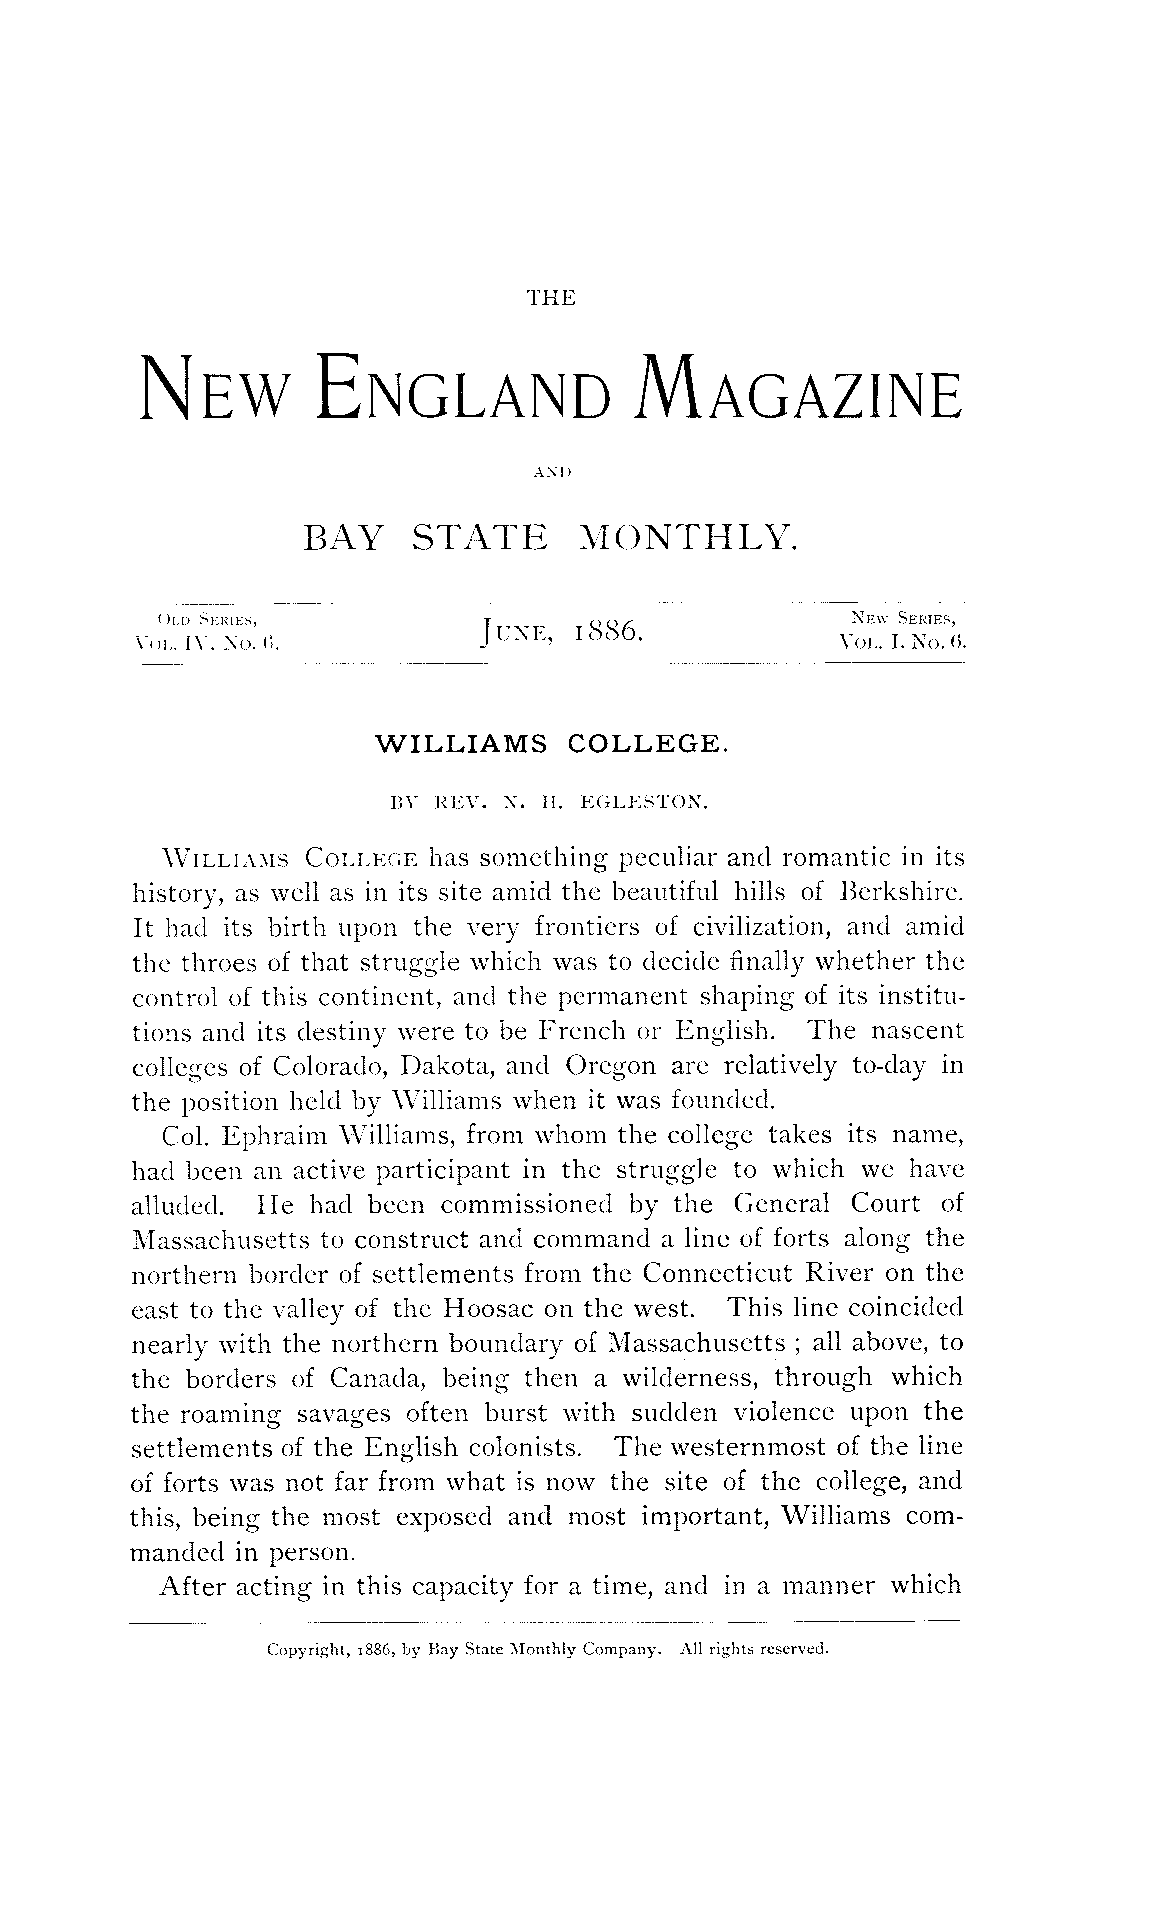 THE
NEW ENGLAND MAGAZINE
AND
BAY STATE MONTHLY.
OLD SERIES,
VOL. IV. NO. 6.
JUNE, 1886.
NEW SERIES,
VOL. I. NO. 6.
WILLIAMS COLLEGE.
BY REV. N. H. EGLESTON.
WILLIAMS COLLEGE has something peculiar and romantic in its
history, as well as in its site amid the beautiful hills of Berkshire.
It had its birth upon the very frontiers of civilization, and amid
the throes of that struggle which was to decide finally whether the
control of this continent, and the permanent shaping of its institu-
tions and its destiny were to be French or English. The nascent
colleges of Colorado, Dakota, and Oregon are relatively to-day in
the position held by Williams when it was founded.
Col. Ephraim Williams, from whom the college takes its name,
had been an active participant in the struggle to which we have
alluded. He had been commissioned by the General Court of
Massachusetts to construct and command a line of forts along the
northern border of settlements from the Connecticut River on the
east to the valley of the Hoosac on the west. This line coincided
nearly with the northern boundary of Massachusetts ; all above, to
the borders of Canada, being then a wilderness, through which
the roaming savages often burst with sudden violence upon the
settlements of the English colonists. The westernmost of the line
of forts was not far from what is now the site of the college, and
this, being the most exposed and most important, Williams com-
manded in person.
After acting in this capacity for a time, and in a manner which
Copyright, 1886, by Bay State Monthly Company. All rights reserved.